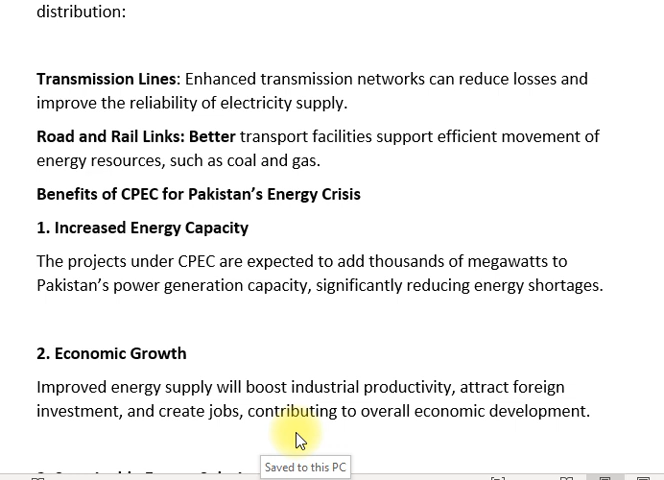 distribution:
Transmission Lines: Enhanced transmission networks can reduce losses and
improve the reliability of electricity supply.
Road and Rail Links: Better transport facilities support efficient movement of
energy resources, such as coal and gas.
Benefits of CPEC for Pakistan’s Energy Crisis
1. Increased Energy Capacity
The projects under CPEC are expected to add thousands of megawatts to
Pakistan’s power generation capacity, significantly reducing energy shortages.
2. Economic Growth
Improved energy supply will boost industrial productivity, attract foreign
investment, and create jobs, contributing to overall economic development.
Saved to this PC